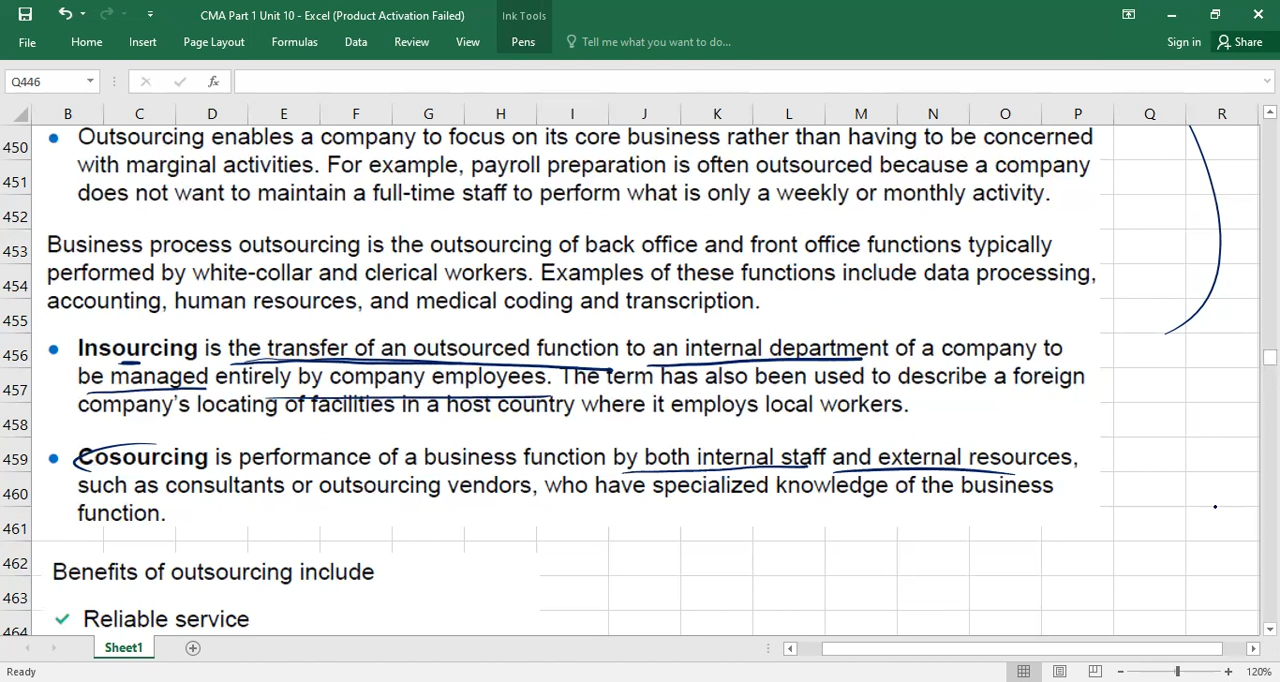 CMA Part 1 Unit 10 - Excel (Product Activation Failed)
Ink Tools
File Home Insert Page Layout Formulas Data Review View Pens Tell me what you want to do... Sign in Share
Q446 fx
B C D E F G H I J K L M N O P Q R
450 Outsourcing enables a company to focus on its core business rather than having to be concerned
451 with marginal activities. For example, payroll preparation is often outsourced because a company
does not want to maintain a full-time staff to perform what is only a weekly or monthly activity.
452
453 Business process outsourcing is the outsourcing of back office and front office functions typically
454 performed by white-collar and clerical workers. Examples of these functions include data processing,
accounting, human resources, and medical coding and transcription.
455
456 Insourcing is the transfer of an outsourced function to an internal department of a company to
457 be managed entirely by company employees. The term has also been used to describe a foreign
company's locating of facilities in a host country where it employs local workers.
458
459 Cosourcing is performance of a business function by both internal staff and external resources,
460 such as consultants or outsourcing vendors, who have specialized knowledge of the business
function.
461
462
Benefits of outsourcing include
463
464 Reliable service
Sheet1
Ready 120%